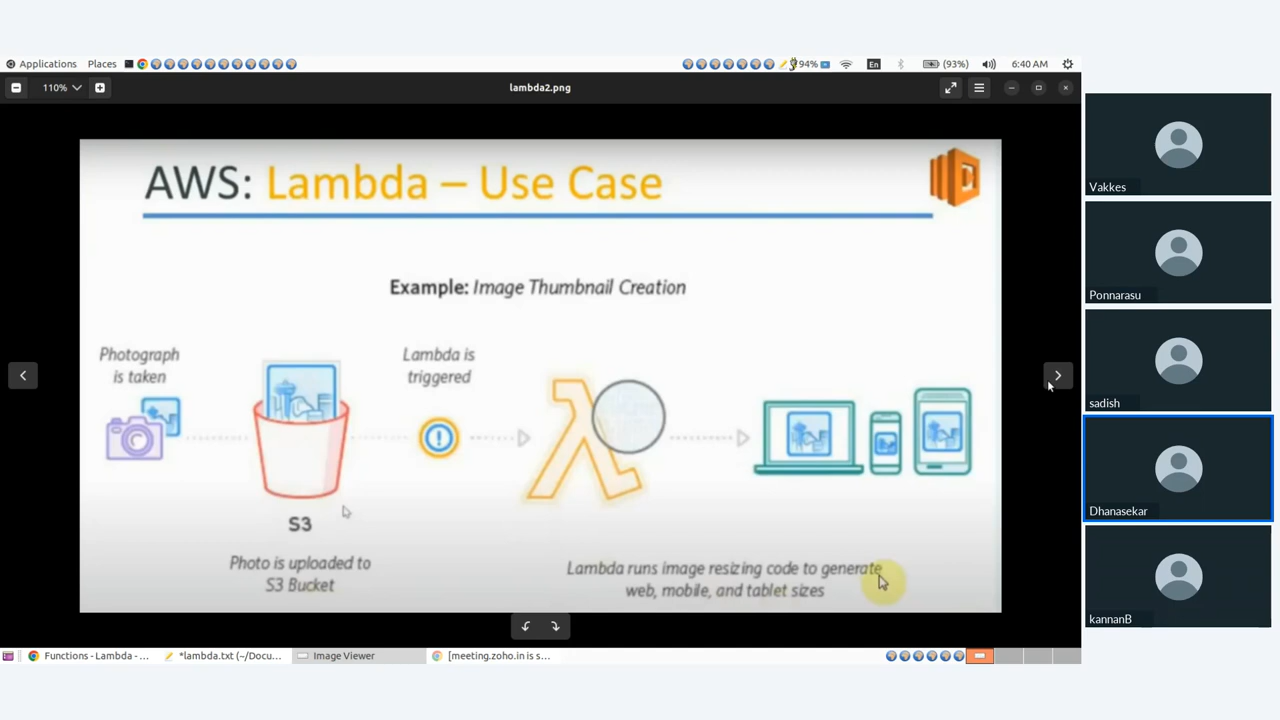 Applications Places 94% En (93%) 6:40 AM
110% lambda2.png
AWS: Lambda – Use Case
Example: Image Thumbnail Creation
Photograph
is taken
Lambda is
triggered
S3
Photo is uploaded to
S3 Bucket
Lambda runs image resizing code to generate
web, mobile, and tablet sizes
Functions - Lambda - ... *lambda.txt (~/Docu... Image Viewer [meeting.zoho.in is s...
Vakkes
Ponnarasu
sadish
Dhanasekar
kannanB